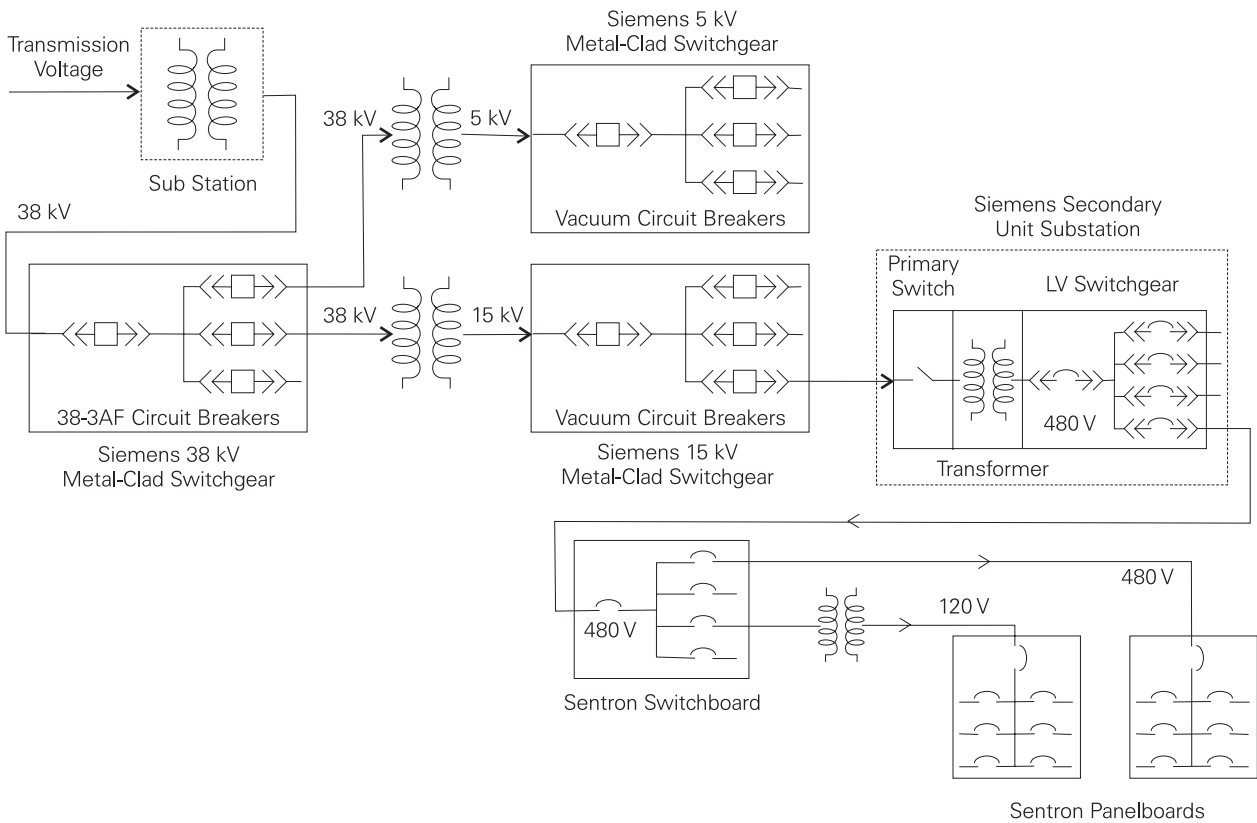 Transmission
Voltage
Sub Station
38 kV
38-3AF Circuit Breakers
Siemens 38 kV
Metal-Clad Switchgear
38 kV
5 kV
Siemens 5 kV
Metal-Clad Switchgear
Vacuum Circuit Breakers
38 kV
15 kV
Vacuum Circuit Breakers
Siemens 15 kV
Metal-Clad Switchgear
Siemens Secondary
Unit Substation
Primary
Switch
LV Switchgear
480 V
Transformer
480 V
Sentron Switchboard
120 V
480 V
Sentron Panelboards